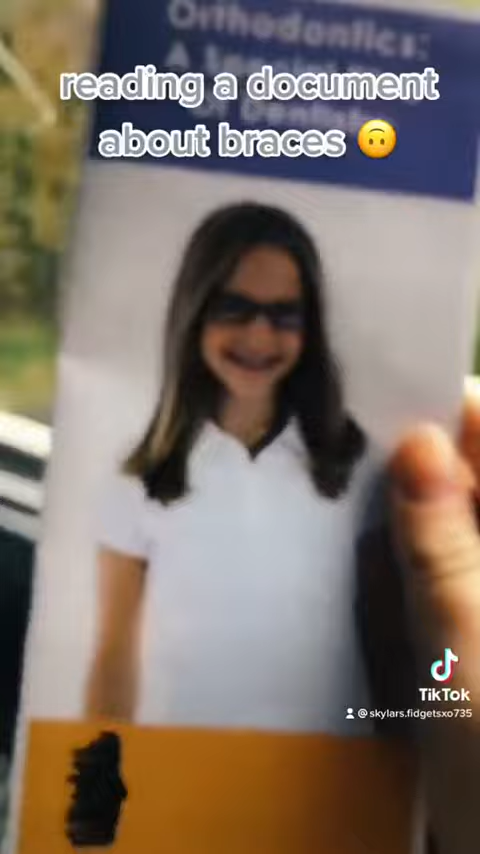 Orthodontics:
reading a document
about braces 🙃
TikTok
@skylars.fidgetsxo735